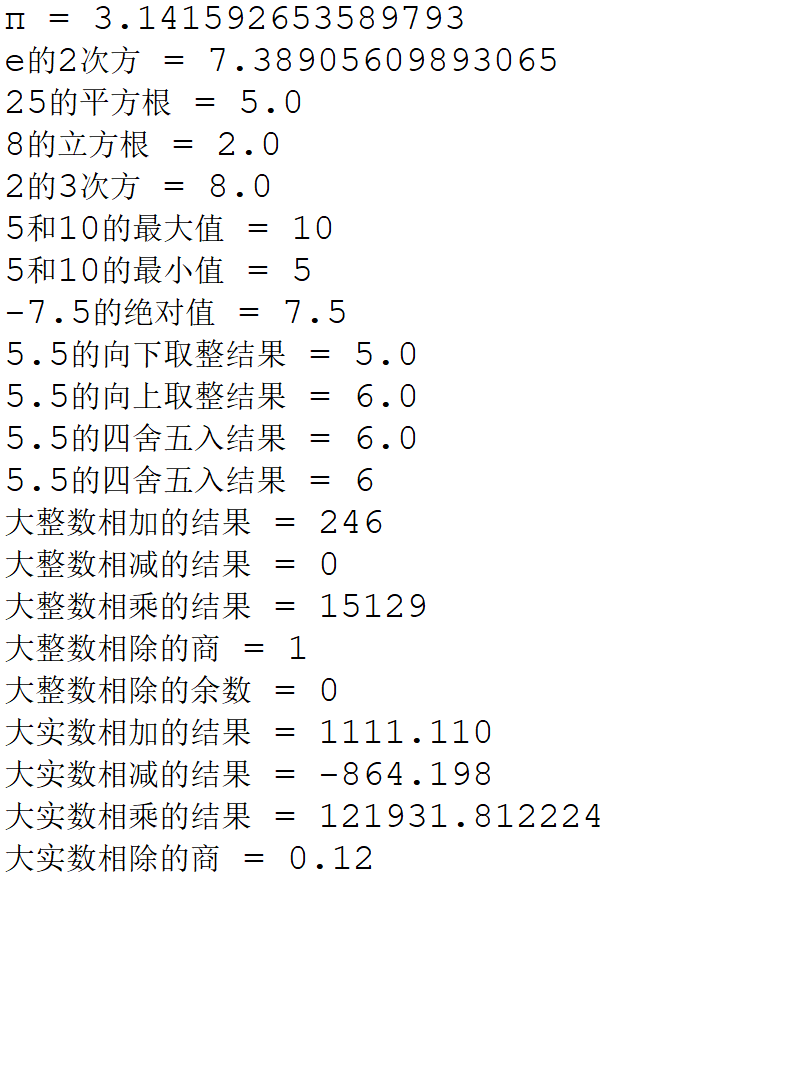 π = 3.141592653589793
e的2次方 = 7.38905609893065
25的平方根 = 5.0
8的立方根 = 2.0
2的3次方 = 8.0
5和10的最大值 = 10
5和10的最小值 = 5
-7.5的绝对值 = 7.5
5.5的向下取整结果 = 5.0
5.5的向上取整结果 = 6.0
5.5的四舍五入结果 = 6.0
5.5的四舍五入结果 = 6
大整数相加的结果 = 246
大整数相减的结果 = 0
大整数相乘的结果 = 15129
大整数相除的商 = 1
大整数相除的余数 = 0
大实数相加的结果 = 1111.110
大实数相减的结果 = -864.198
大实数相乘的结果 = 121931.812224
大实数相除的商 = 0.12